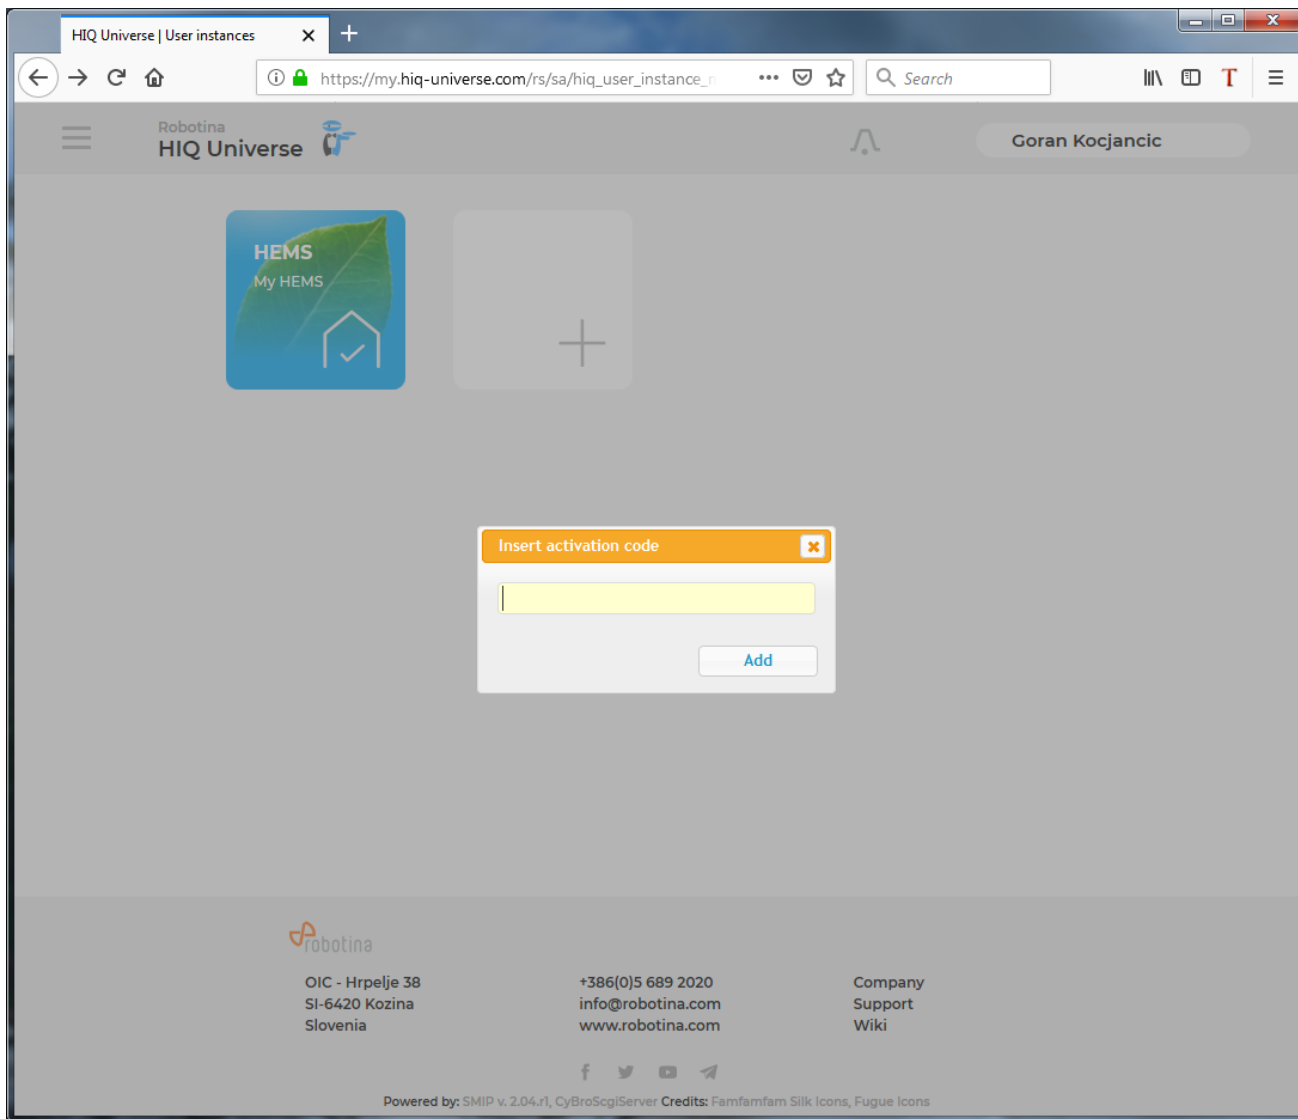 HIQ Universe | User instances
https://my.hiq-universe.com/rs/sa/hiq_user_instance_
Search
T
Robotina
HIQ Universe
Goran Kocjancic
HEMS
My HEMS
Insert activation code
Add
robotina
OIC - Hrpelje 38
SI-6420 Kozina
Slovenia
+386(0)5 689 2020
info@robotina.com
www.robotina.com
Company
Support
Wiki
Powered by: SMIP v. 2.04.r1, CyBroScgiServer Credits: Famfamfam Silk Icons, Fugue Icons